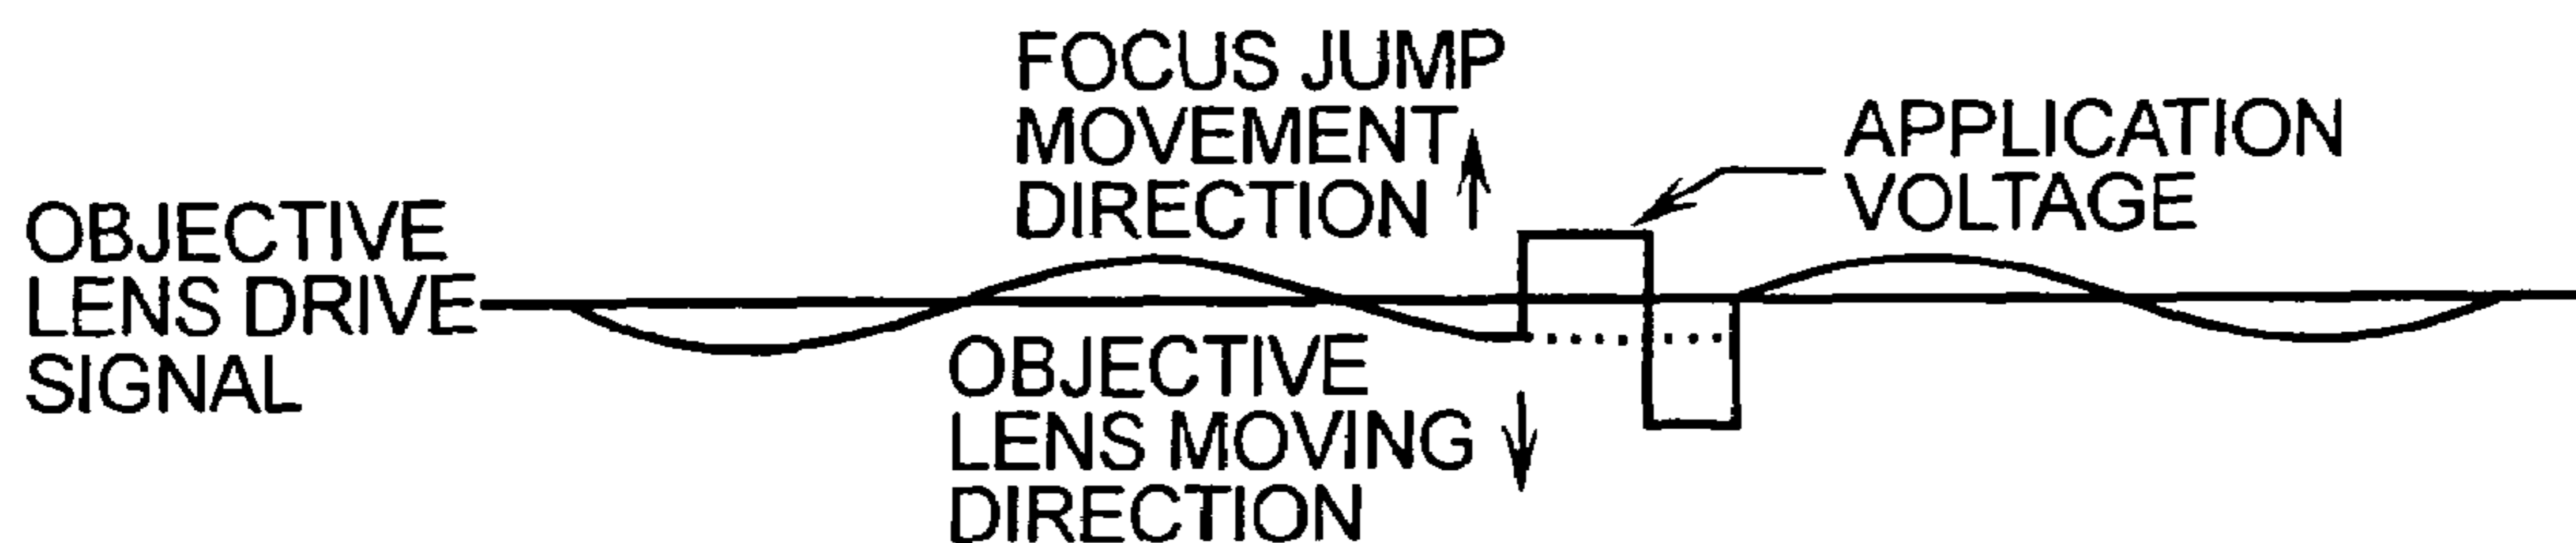 FOCUS JUMP
MOVEMENT
DIRECTION
APPLICATION
VOLTAGE
OBJECTIVE
LENS DRIVE
SIGNAL
OBJECTIVE
LENS MOVING
DIRECTION